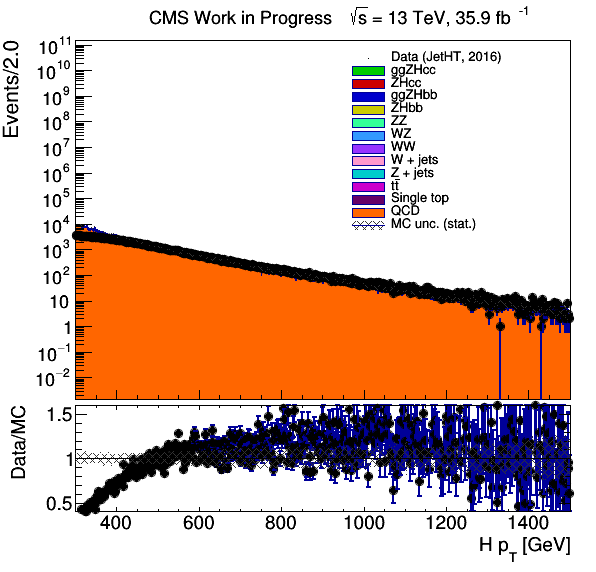 CMS Work in Progress √s = 13 TeV, 35.9 fb⁻¹
Events/2.0
10¹¹
10¹⁰
10⁹
10⁸
10⁷
10⁶
10⁵
10⁴
10³
10²
10
1
10⁻¹
10⁻²
Data (JetHT, 2016)
ggZHcc
ZHcc
ggZHbb
ZHbb
ZZ
WZ
WW
W + jets
Z + jets
tt̄
Single top
QCD
MC unc. (stat.)
Data/MC
1.5
1
0.5
400 600 800 1000 1200 1400
H p_T [GeV]